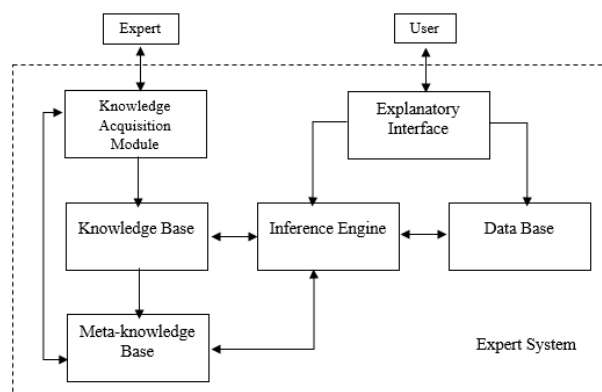 Expert
User
Knowledge
Acquisition
Module
Explanatory
Interface
Knowledge Base
Inference Engine
Data Base
Meta-knowledge
Base
Expert System